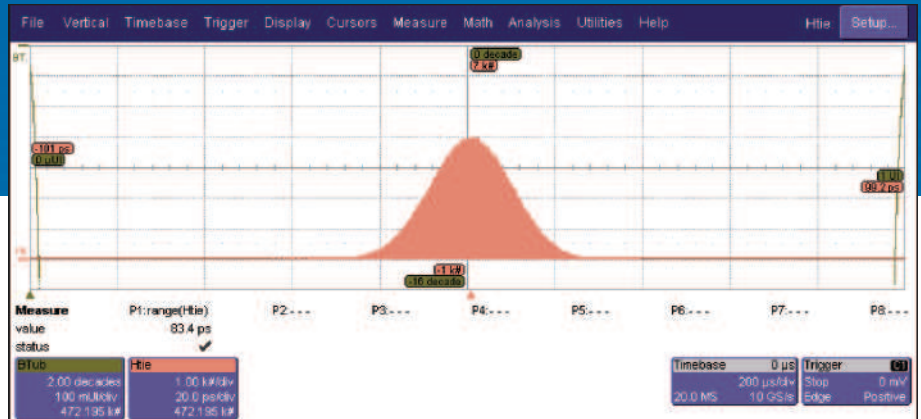 File Vertical Timebase Trigger Display Cursors Measure Math Analysis Utilities Help Htie Setup...
BT
0 decade
7 k#
-101 ps
0 µUI
1 UI
99.2 ps
-1 k#
-16 decade
Measure P1:range(Htie) P2:- - - P3:- - - P4:- - - P5:- - - P6:- - - P7:- - - P8:- - -
value 83.4 ps
status
BTub Htie Timebase 0 µs Trigger C1
2.00 decades 1.00 k#/div 200 µs/div Stop 0 mV
100 mUI/div 20.0 ps/div 20.0 MS 10 GS/s Edge Positive
472.195 k# 472.195 k#